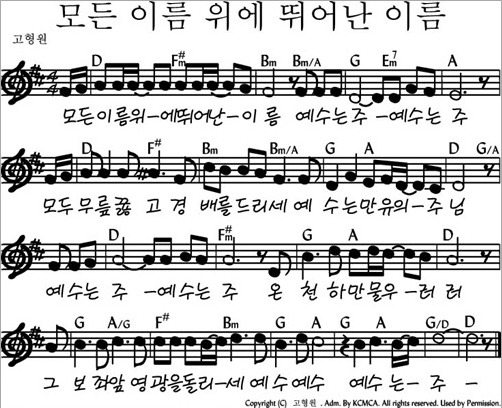 모든 이름 위에 뛰어난 이름
고형원
D F#m Bm Bm/A G Em7 A
모든이름위-에뛰어난-이 름 예수는주 -예수는 주
D F# Bm Bm/A G A D G/A
모두 무릎꿇 고 경 배를드리세 예 수는만유의-주 님
D F#m G A
예수는 주 -예수는 주 온 천 하만물우-러 러
G A/G F# Bm G A G A G/D D
그 보 좌앞 영 광을돌리-세 예 수예수 예수 는-주 -
Copyright (C) 고형원 . Adm. By KCMCA. All rights reserved. Used by Permission.